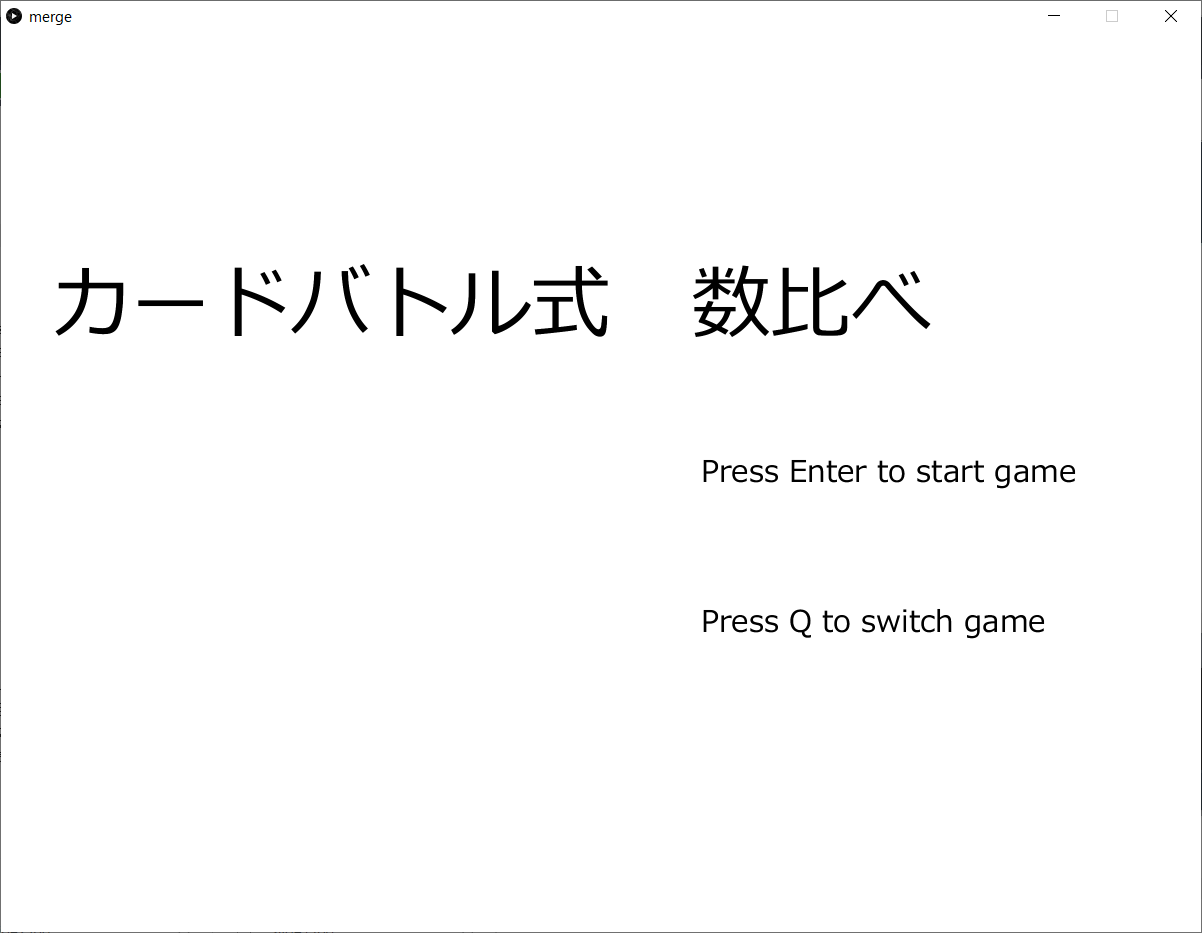 merge
カードバトル式　数比べ
Press Enter to start game
Press Q to switch game